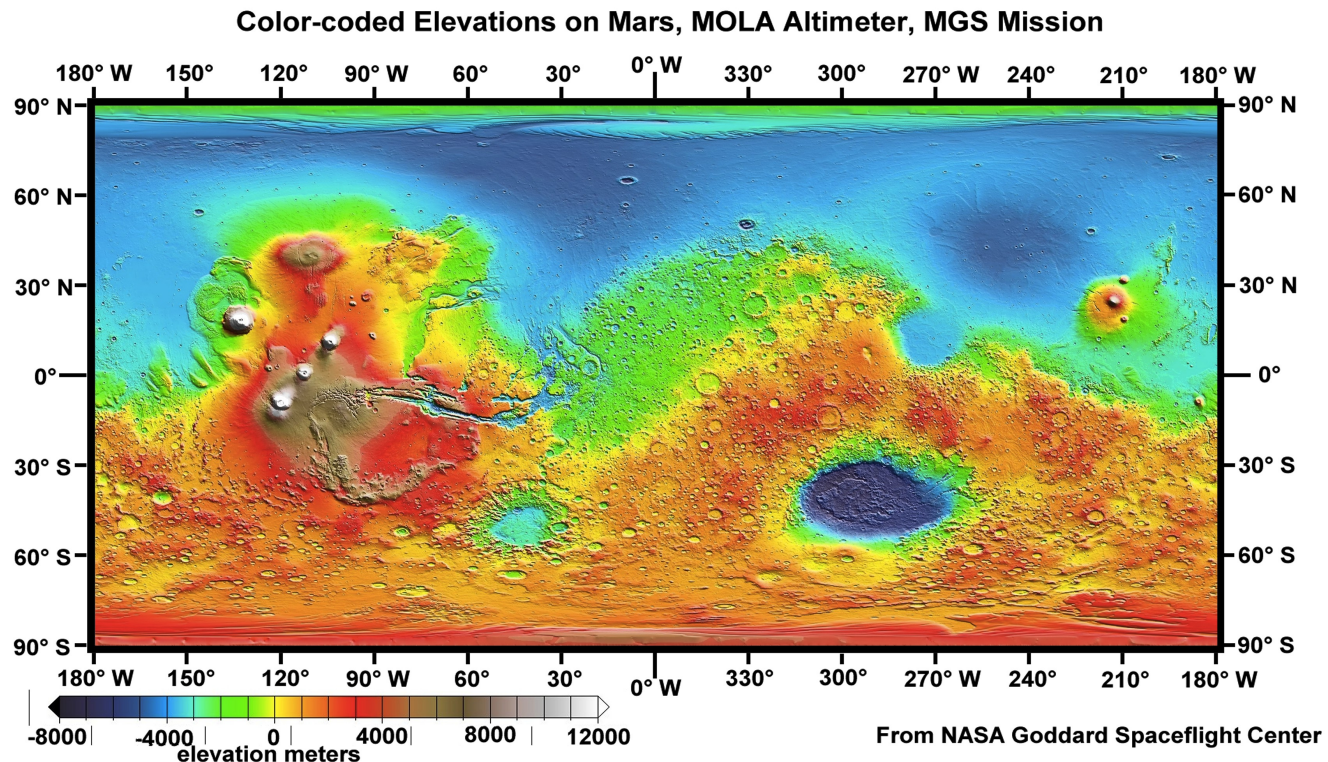 Color-coded Elevations on Mars, MOLA Altimeter, MGS Mission
180° W 150° 120° 90° W 60° 30° 0° W 330° 300° 270° W 240° 210° 180° W
90° N 90° N
60° N 60° N
30° N 30° N
0° 0°
30° S 30° S
60° S 60° S
90° S 90° S
180° W 150° 120° 90° W 60° 30° 0° W 330° 300° 270° W 240° 210° 180° W
-8000 -4000 0 4000 8000 12000
elevation meters
From NASA Goddard Spaceflight Center